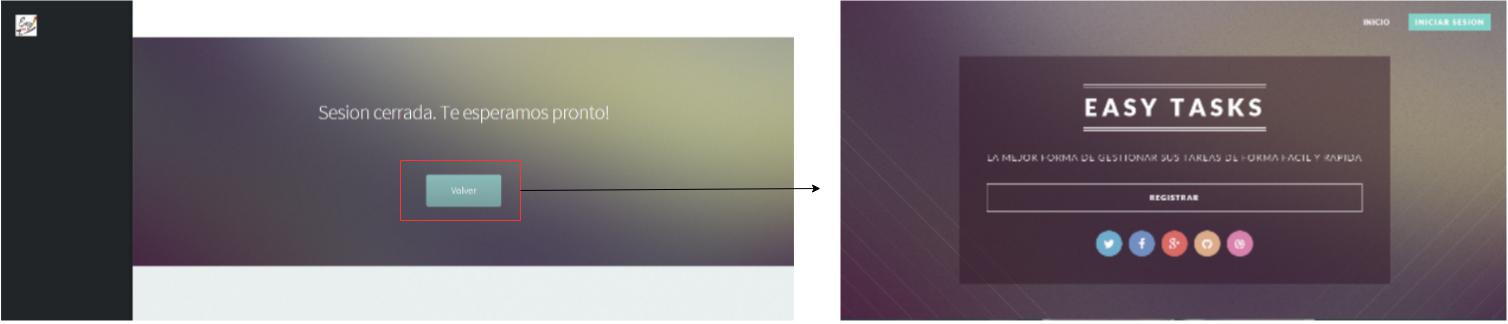 Sesion cerrada. Te esperamos pronto!
Volver
INICIO
INICIAR SESION
EASY TASKS
LA MEJOR FORMA DE GESTIONAR SUS TAREAS DE FORMA FACIL Y RAPIDA
REGISTRAR